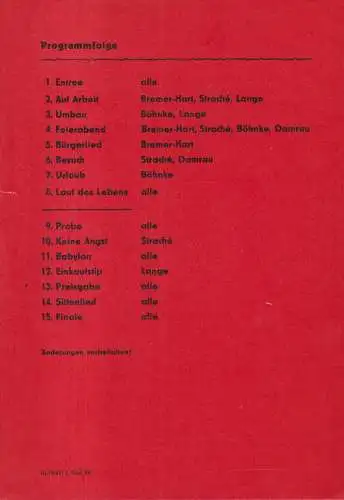 Programmfolge
1. Entree alle
2. Auf Arbeit Bremer-Hart, Straché, Lange
3. Umbau Böhnke, Lange
4. Feierabend Bremer-Hart, Straché, Böhnke, Damrau
5. Bürgerlied Bremer-Hart
6. Besuch Straché, Damrau
7. Urlaub Böhnke
8. Lauf des Lebens alle
9. Probe alle
10. Keine Angst Straché
11. Babylon alle
12. Einkaufstip Lange
13. Preisgabe alle
14. Sittenlied alle
15. Finale alle
Änderungen vorbehalten!